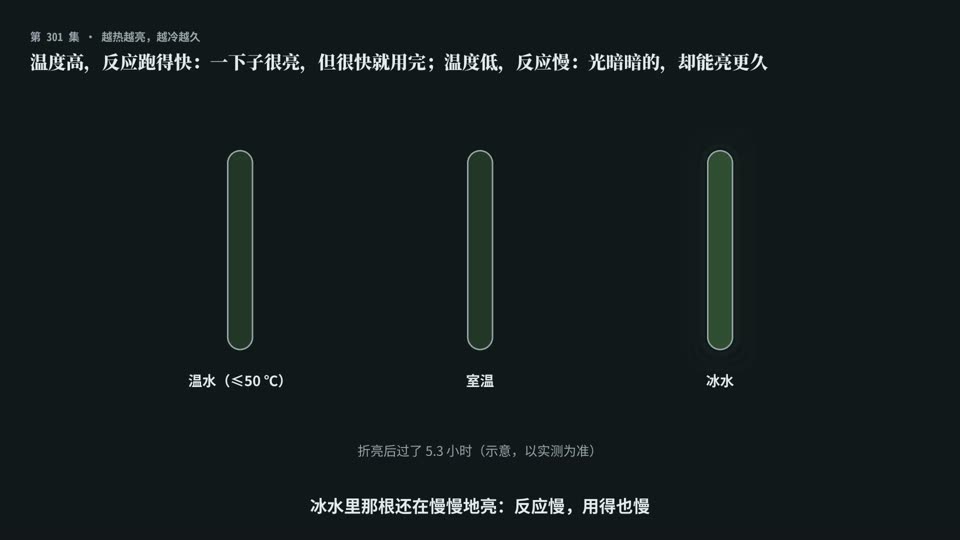 第 301 集 · 越热越亮，越冷越久
温度高，反应跑得快：一下子很亮，但很快就用完；温度低，反应慢：光暗暗的，却能亮更久
温水（≤50 ℃）
室温
冰水
折亮后过了 5.3 小时（示意，以实测为准）
冰水里那根还在慢慢地亮：反应慢，用得也慢